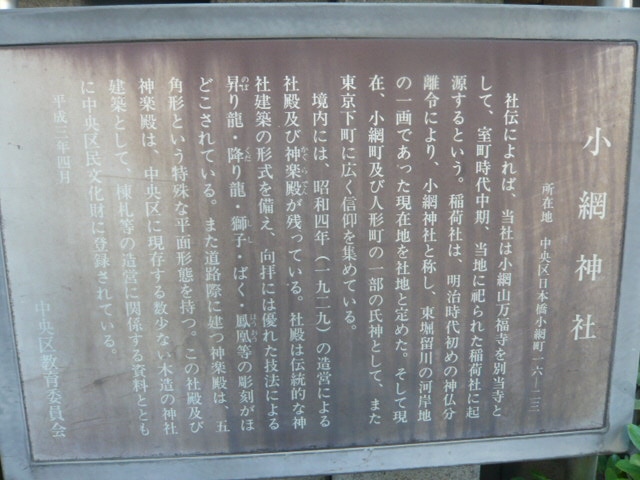 小網神社
所在地 中央区日本橋小網町一六―二三
社伝によれば、当社は小網山万福寺を別当寺と
して、室町時代中期、当地に祀られた稲荷社に起
源するという。稲荷社は、明治時代初めの神仏分
離令により、小網神社と称し、東堀留川の河岸地
の一画であった現在地を社地と定めた。そして現
在、小網町及び人形町の一部の氏神として、また
東京下町に広く信仰を集めている。
境内には、昭和四年(一九二九)の造営による
社殿及び神楽殿が残っている。社殿は伝統的な神
社建築の形式を備え、向拝には優れた技法による
昇り龍・降り龍・獅子・ばく・鳳凰等の彫刻がほ
どこされている。また道路際に建つ神楽殿は、五
角形という特殊な平面形態を持つ。この社殿及び
神楽殿は、中央区に現存する数少ない木造の神社
建築として、棟札等の造営に関係する資料ととも
に中央区民文化財に登録されている。
平成三年四月
中央区教育委員会